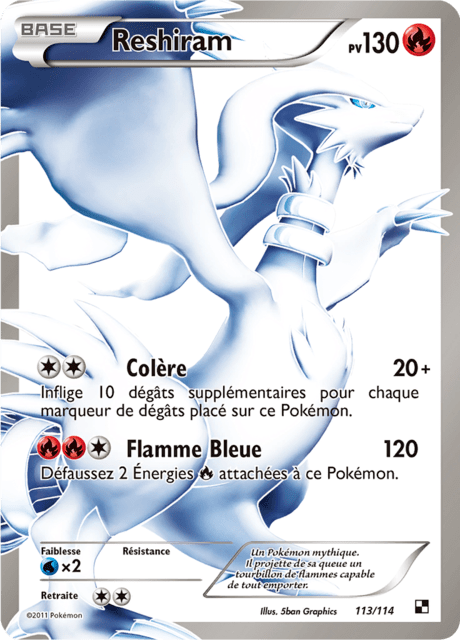 BASE
Reshiram
PV130
Colère 20+
Inflige 10 dégâts supplémentaires pour chaque
marqueur de dégâts placé sur ce Pokémon.
Flamme Bleue 120
Défaussez 2 Énergies attachées à ce Pokémon.
Faiblesse Résistance
×2
Un Pokémon mythique.
Il projette de sa queue un
tourbillon de flammes capable
de tout emporter.
Retraite
©2011 Pokémon
Illus. 5ban Graphics 113/114